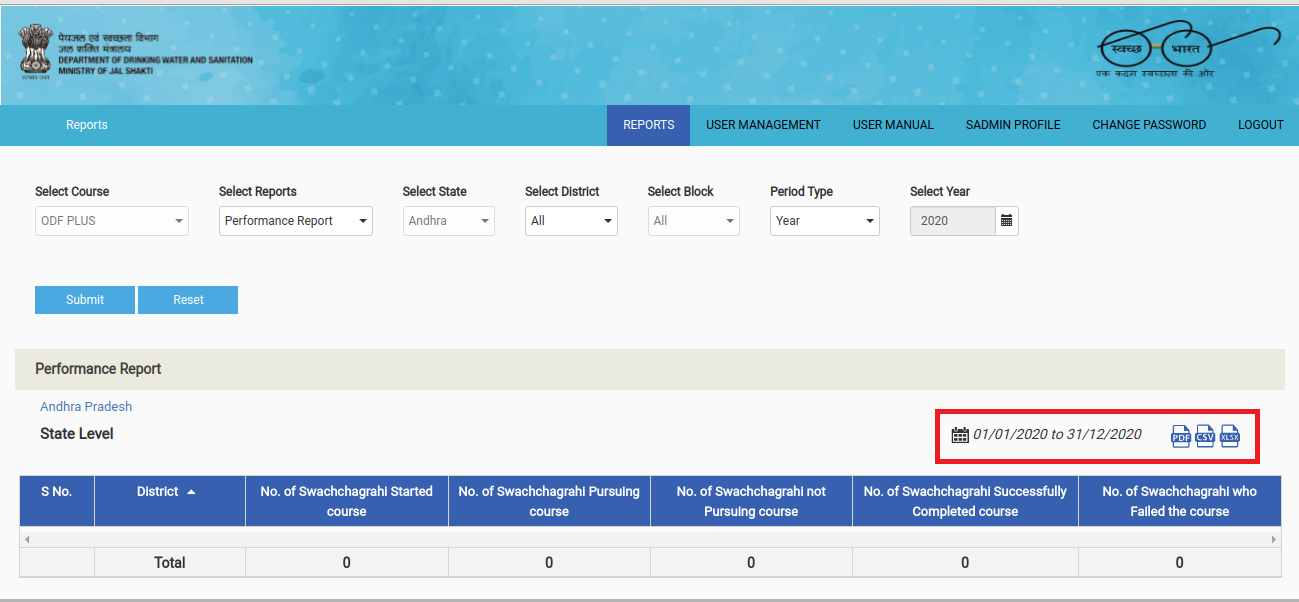 पेयजल एवं स्वच्छता विभाग
जल शक्ति मंत्रालय
DEPARTMENT OF DRINKING WATER AND SANITATION
MINISTRY OF JAL SHAKTI
स्वच्छ भारत
एक कदम स्वच्छता की ओर
Reports REPORTS USER MANAGEMENT USER MANUAL SADMIN PROFILE CHANGE PASSWORD LOGOUT
Select Course Select Reports Select State Select District Select Block Period Type Select Year
ODF PLUS Performance Report Andhra All All Year 2020
Submit Reset
Performance Report
Andhra Pradesh
State Level
01/01/2020 to 31/12/2020 PDF CSV XLSX
S No. District No. of Swachchagrahi Started No. of Swachchagrahi Pursuing No. of Swachchagrahi not No. of Swachchagrahi Successfully No. of Swachchagrahi who
course course Pursuing course Completed course Failed the course
Total 0 0 0 0 0